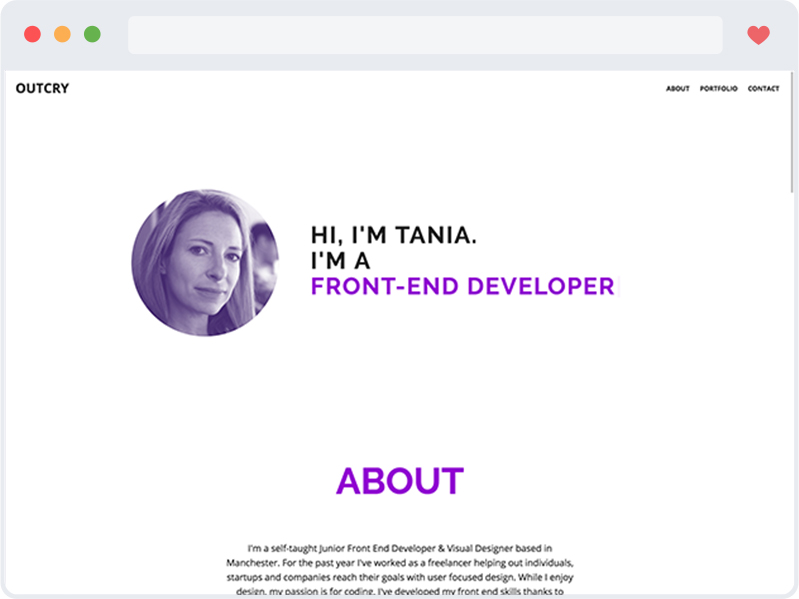 OUTCRY
ABOUT PORTFOLIO CONTACT
HI, I'M TANIA.
I'M A
FRONT-END DEVELOPER
ABOUT
I'm a self-taught Junior Front End Developer & Visual Designer based in
Manchester. For the past year I've worked as a freelancer helping out individuals,
startups and companies reach their goals with user focused design. While I enjoy
design, my passion is for coding. I've developed my front end skills thanks to